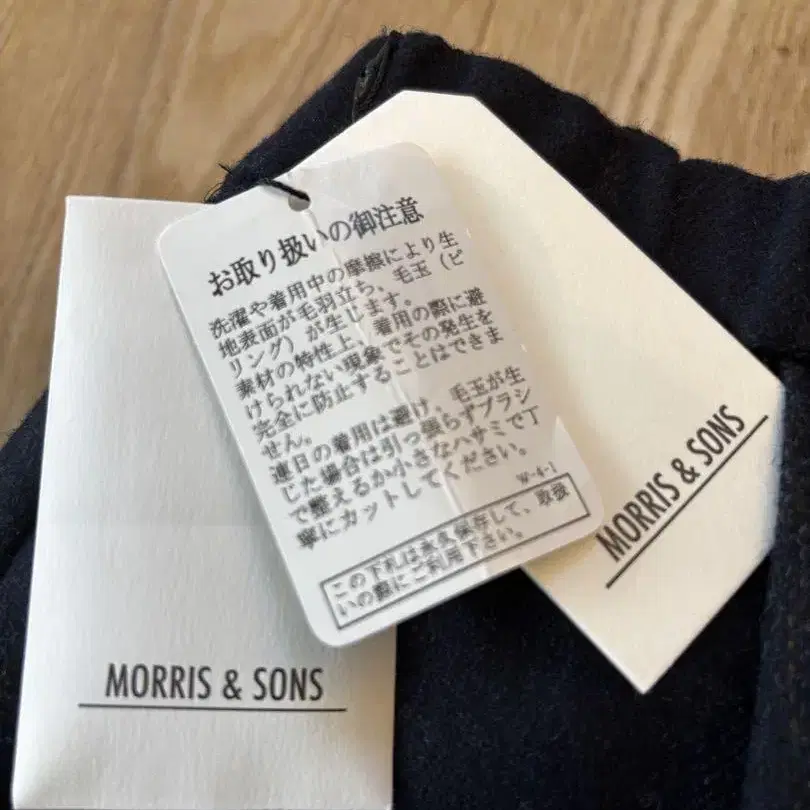 お取り扱いの御注意
洗濯や着用中の摩擦により生
地表面が毛羽立ち、毛玉（ピ
リング）が生じます。
素材の特性上、着用の際に避
けられない現象でその発生を
完全に防止することはできま
せん。
連日の着用は避け、毛玉が生
じた場合は引っ張らずブラシ
で整えるか小さなハサミで丁
寧にカットしてください。
W-4-1
この下札は永久保存して、取扱
いの際にご利用下さい。
MORRIS & SONS
MORRIS & SONS